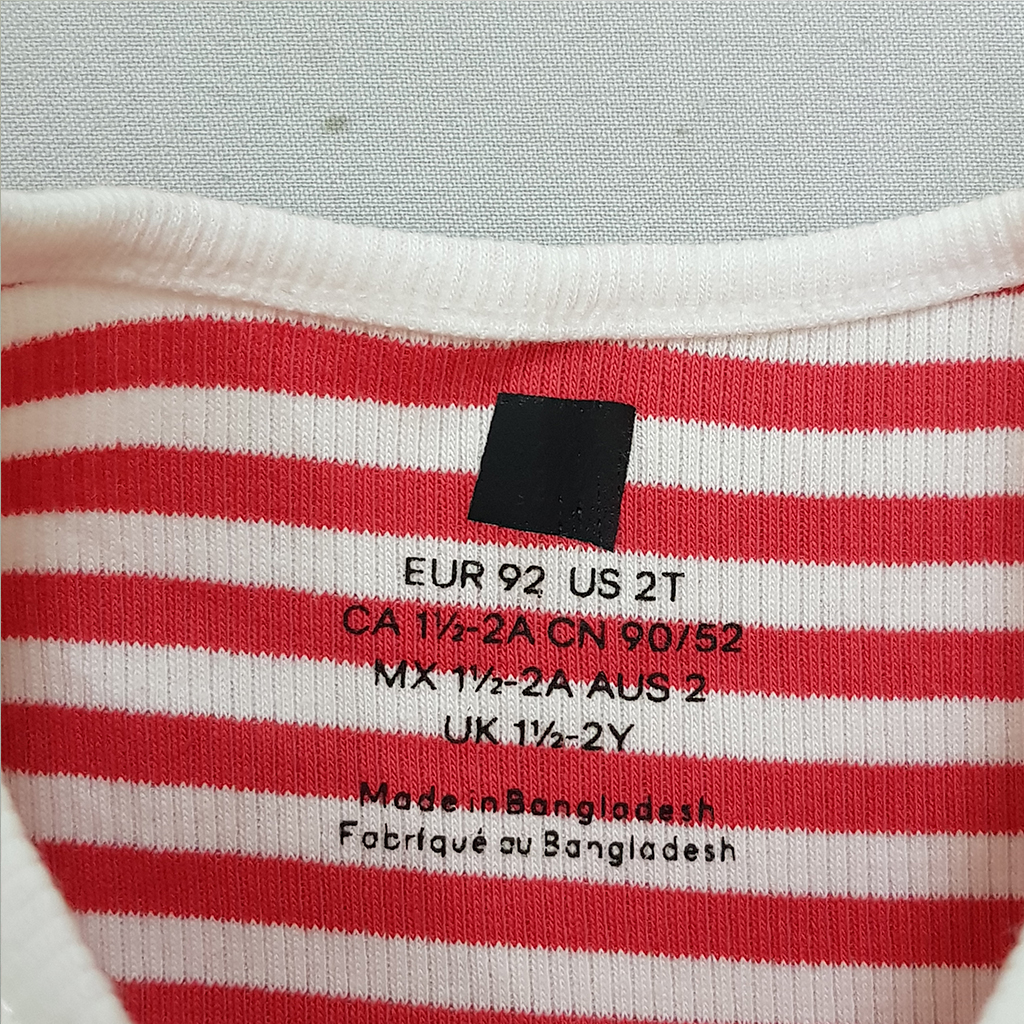 EUR 92 US 2T
CA 1½-2A CN 90/52
MX 1½-2A AUS 2
UK 1½-2Y
Made in Bangladesh
Fabriqué au Bangladesh